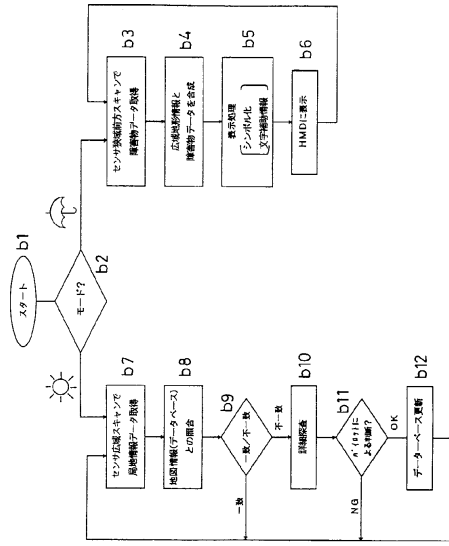 スタート
b1
モード?
b2
センサ狭域前方スキャンで
障害物データ取得
b3
広域地形情報と
障害物データを合成
b4
表示処理
シンボル化
文字補助情報
b5
HMDに表示
b6
センサ広域スキャンで
局地情報データ取得
b7
地図情報(データベース)
との照合
b8
一致/不一致
b9
一致
不一致
詳細探査
b10
パイロットに
よる判断?
b11
NG
OK
データベース更新
b12